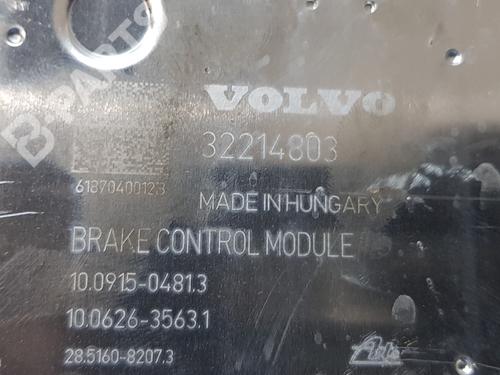 B-PARTS
VOLVO
32214803
61870400123
MADE IN HUNGARY
BRAKE CONTROL MODULE
10.0915-0481.3
10.0626-3563.1
28.5160-8207.3
Ate